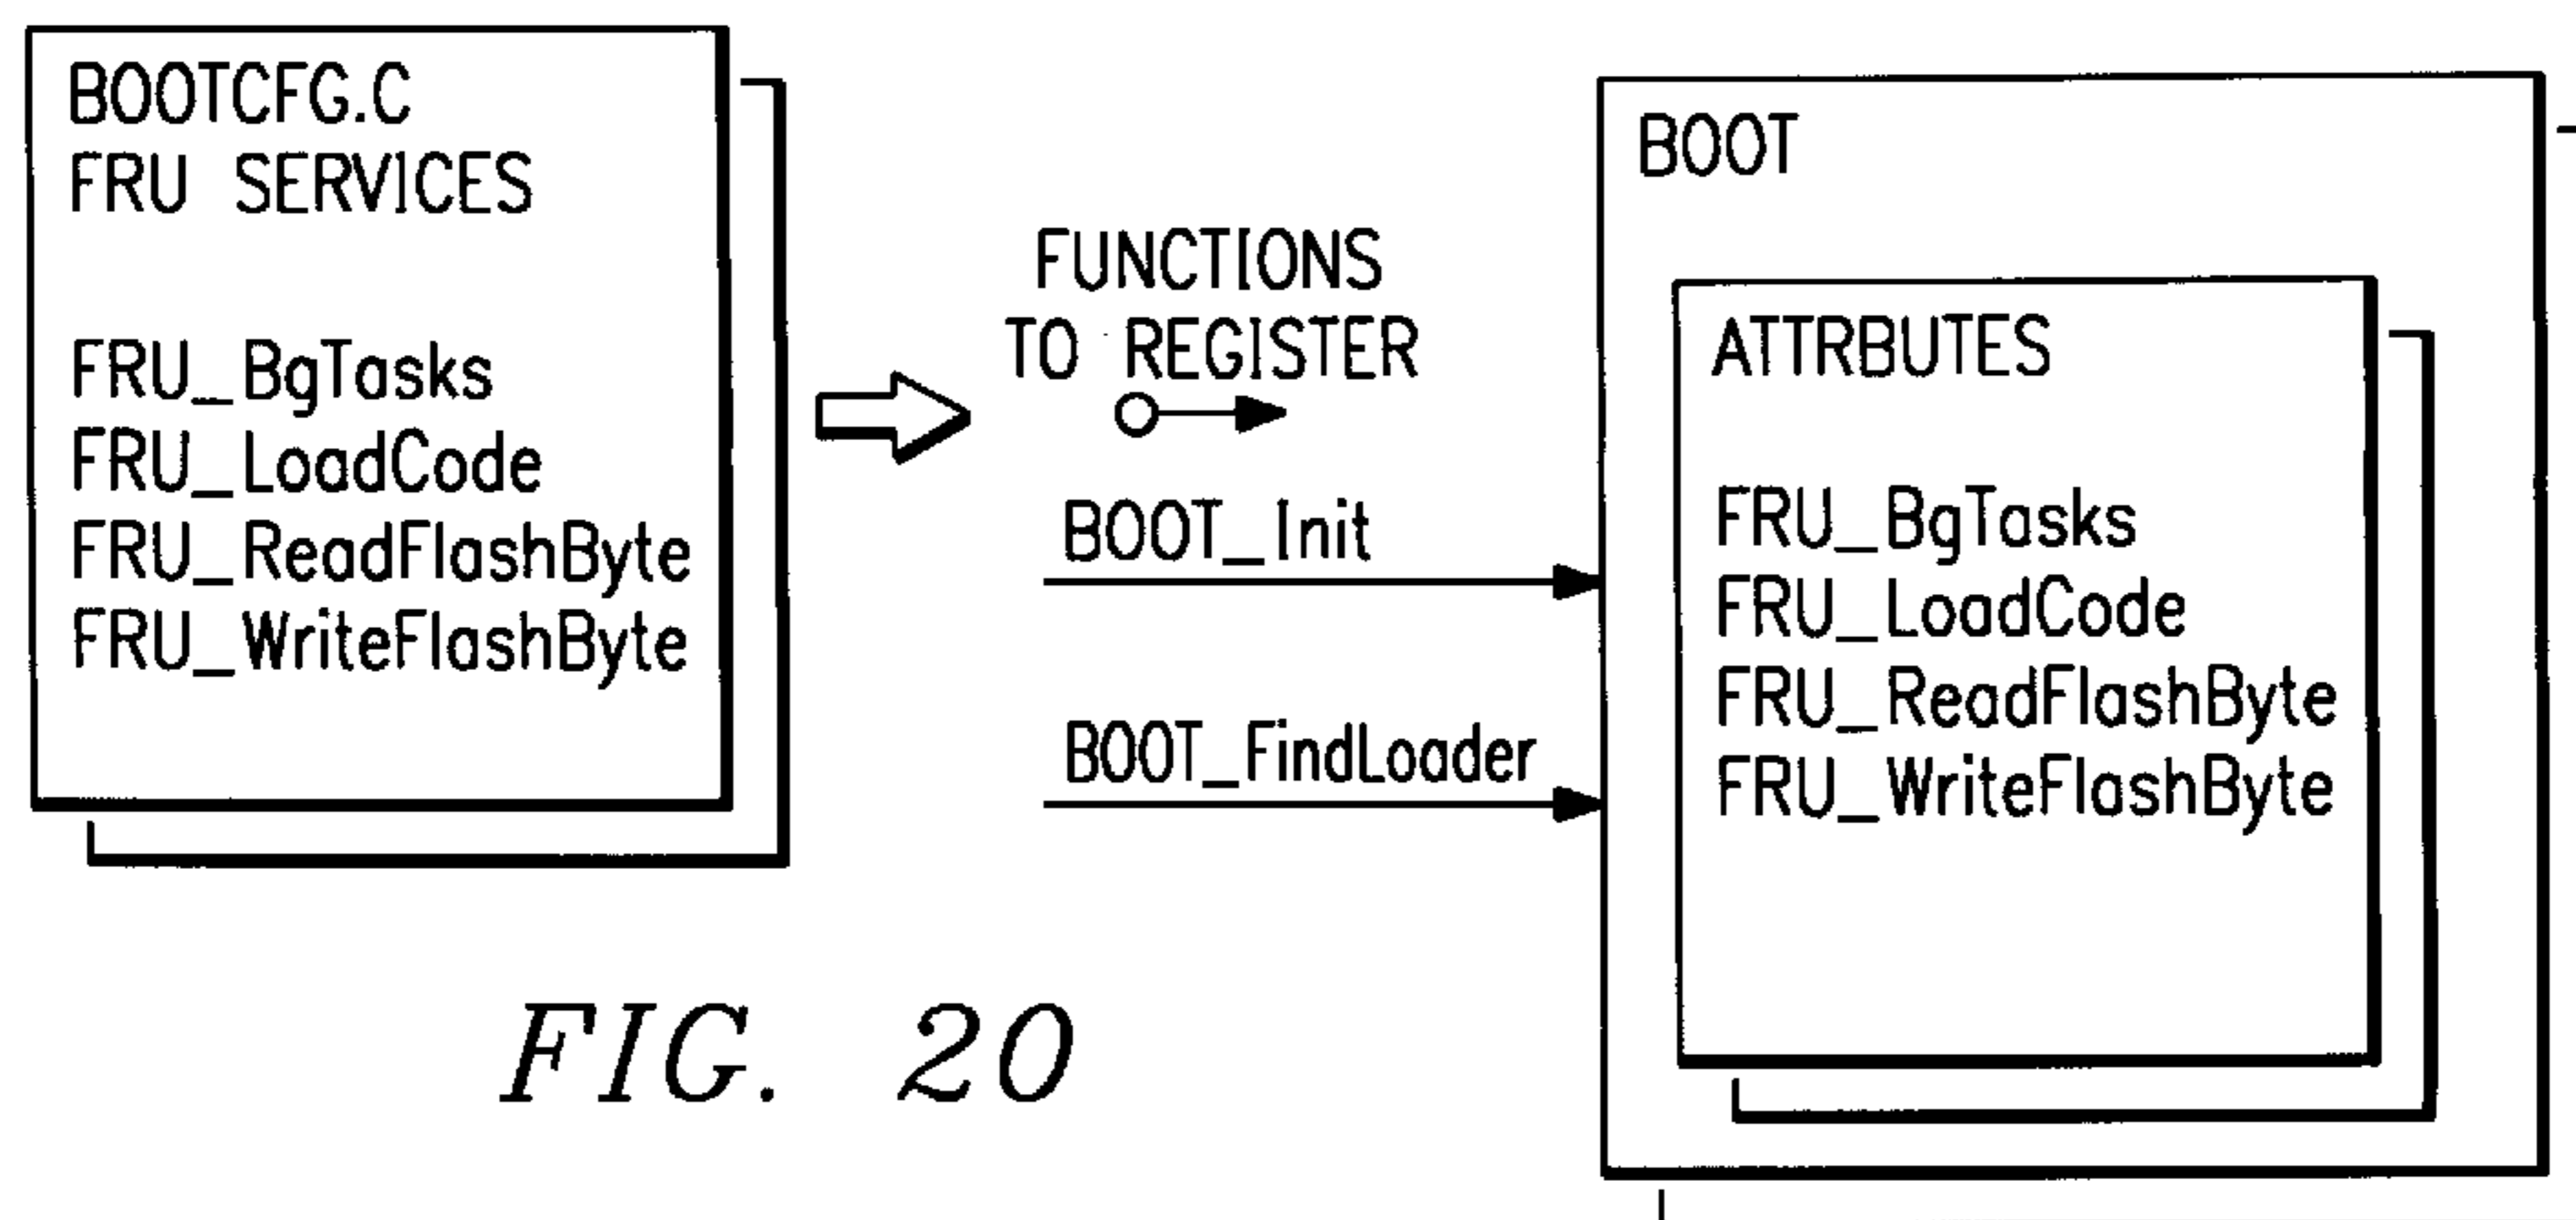 BOOTCFG.C
FRU SERVICES
FRU_BgTasks
FRU_LoadCode
FRU_ReadFlashByte
FRU_WriteFlashByte
FUNCTIONS
TO REGISTER
BOOT_Init
BOOT_FindLoader
BOOT
ATTRBUTES
FRU_BgTasks
FRU_LoadCode
FRU_ReadFlashByte
FRU_WriteFlashByte
FIG. 20